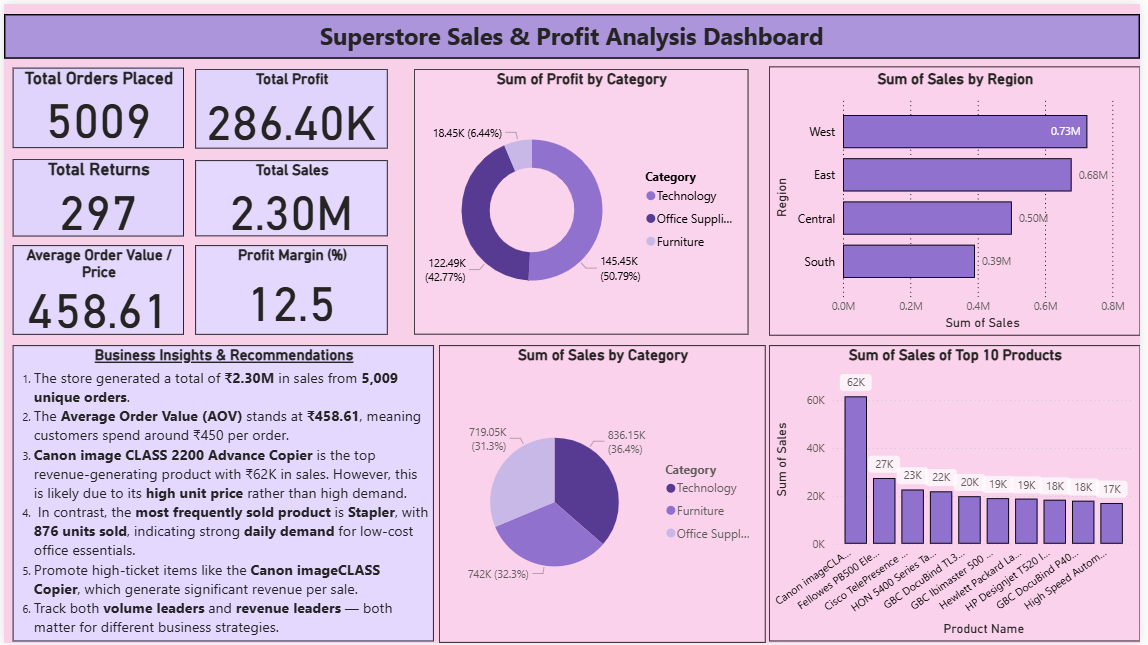 Superstore Sales & Profit Analysis Dashboard
Total Orders Placed
5009
Total Profit
286.40K
Total Returns
297
Total Sales
2.30M
Average Order Value /
Price
458.61
Profit Margin (%)
12.5
Sum of Profit by Category
18.45K (6.44%)
122.49K
(42.77%)
145.45K
(50.79%)
Category
Technology
Office Suppli...
Furniture
Sum of Sales by Region
Region
West
0.73M
East
0.68M
Central
0.50M
South
0.39M
0.0M 0.2M 0.4M 0.6M 0.8M
Sum of Sales
Business Insights & Recommendations
1. The store generated a total of ₹2.30M in sales from 5,009
unique orders.
2. The Average Order Value (AOV) stands at ₹458.61, meaning
customers spend around ₹450 per order.
3. Canon image CLASS 2200 Advance Copier is the top
revenue-generating product with ₹62K in sales. However, this
is likely due to its high unit price rather than high demand.
4. In contrast, the most frequently sold product is Stapler, with
876 units sold, indicating strong daily demand for low-cost
office essentials.
5. Promote high-ticket items like the Canon imageCLASS
Copier, which generate significant revenue per sale.
6. Track both volume leaders and revenue leaders — both
matter for different business strategies.
Sum of Sales by Category
719.05K
(31.3%)
836.15K
(36.4%)
742K (32.3%)
Category
Technology
Furniture
Office Suppl...
Sum of Sales of Top 10 Products
Sum of Sales
60K
40K
20K
0K
62K
27K
23K
22K
20K
19K
19K
18K
18K
17K
Canon imageCLA...
Fellowes PB500 Ele...
Cisco TelePresence ...
HON 5400 Series Ta...
GBC DocuBind TL3...
GBC Ibimaster 500 ...
Hewlett Packard La...
HP Designjet T520 I...
GBC DocuBind P40...
High Speed Autom...
Product Name